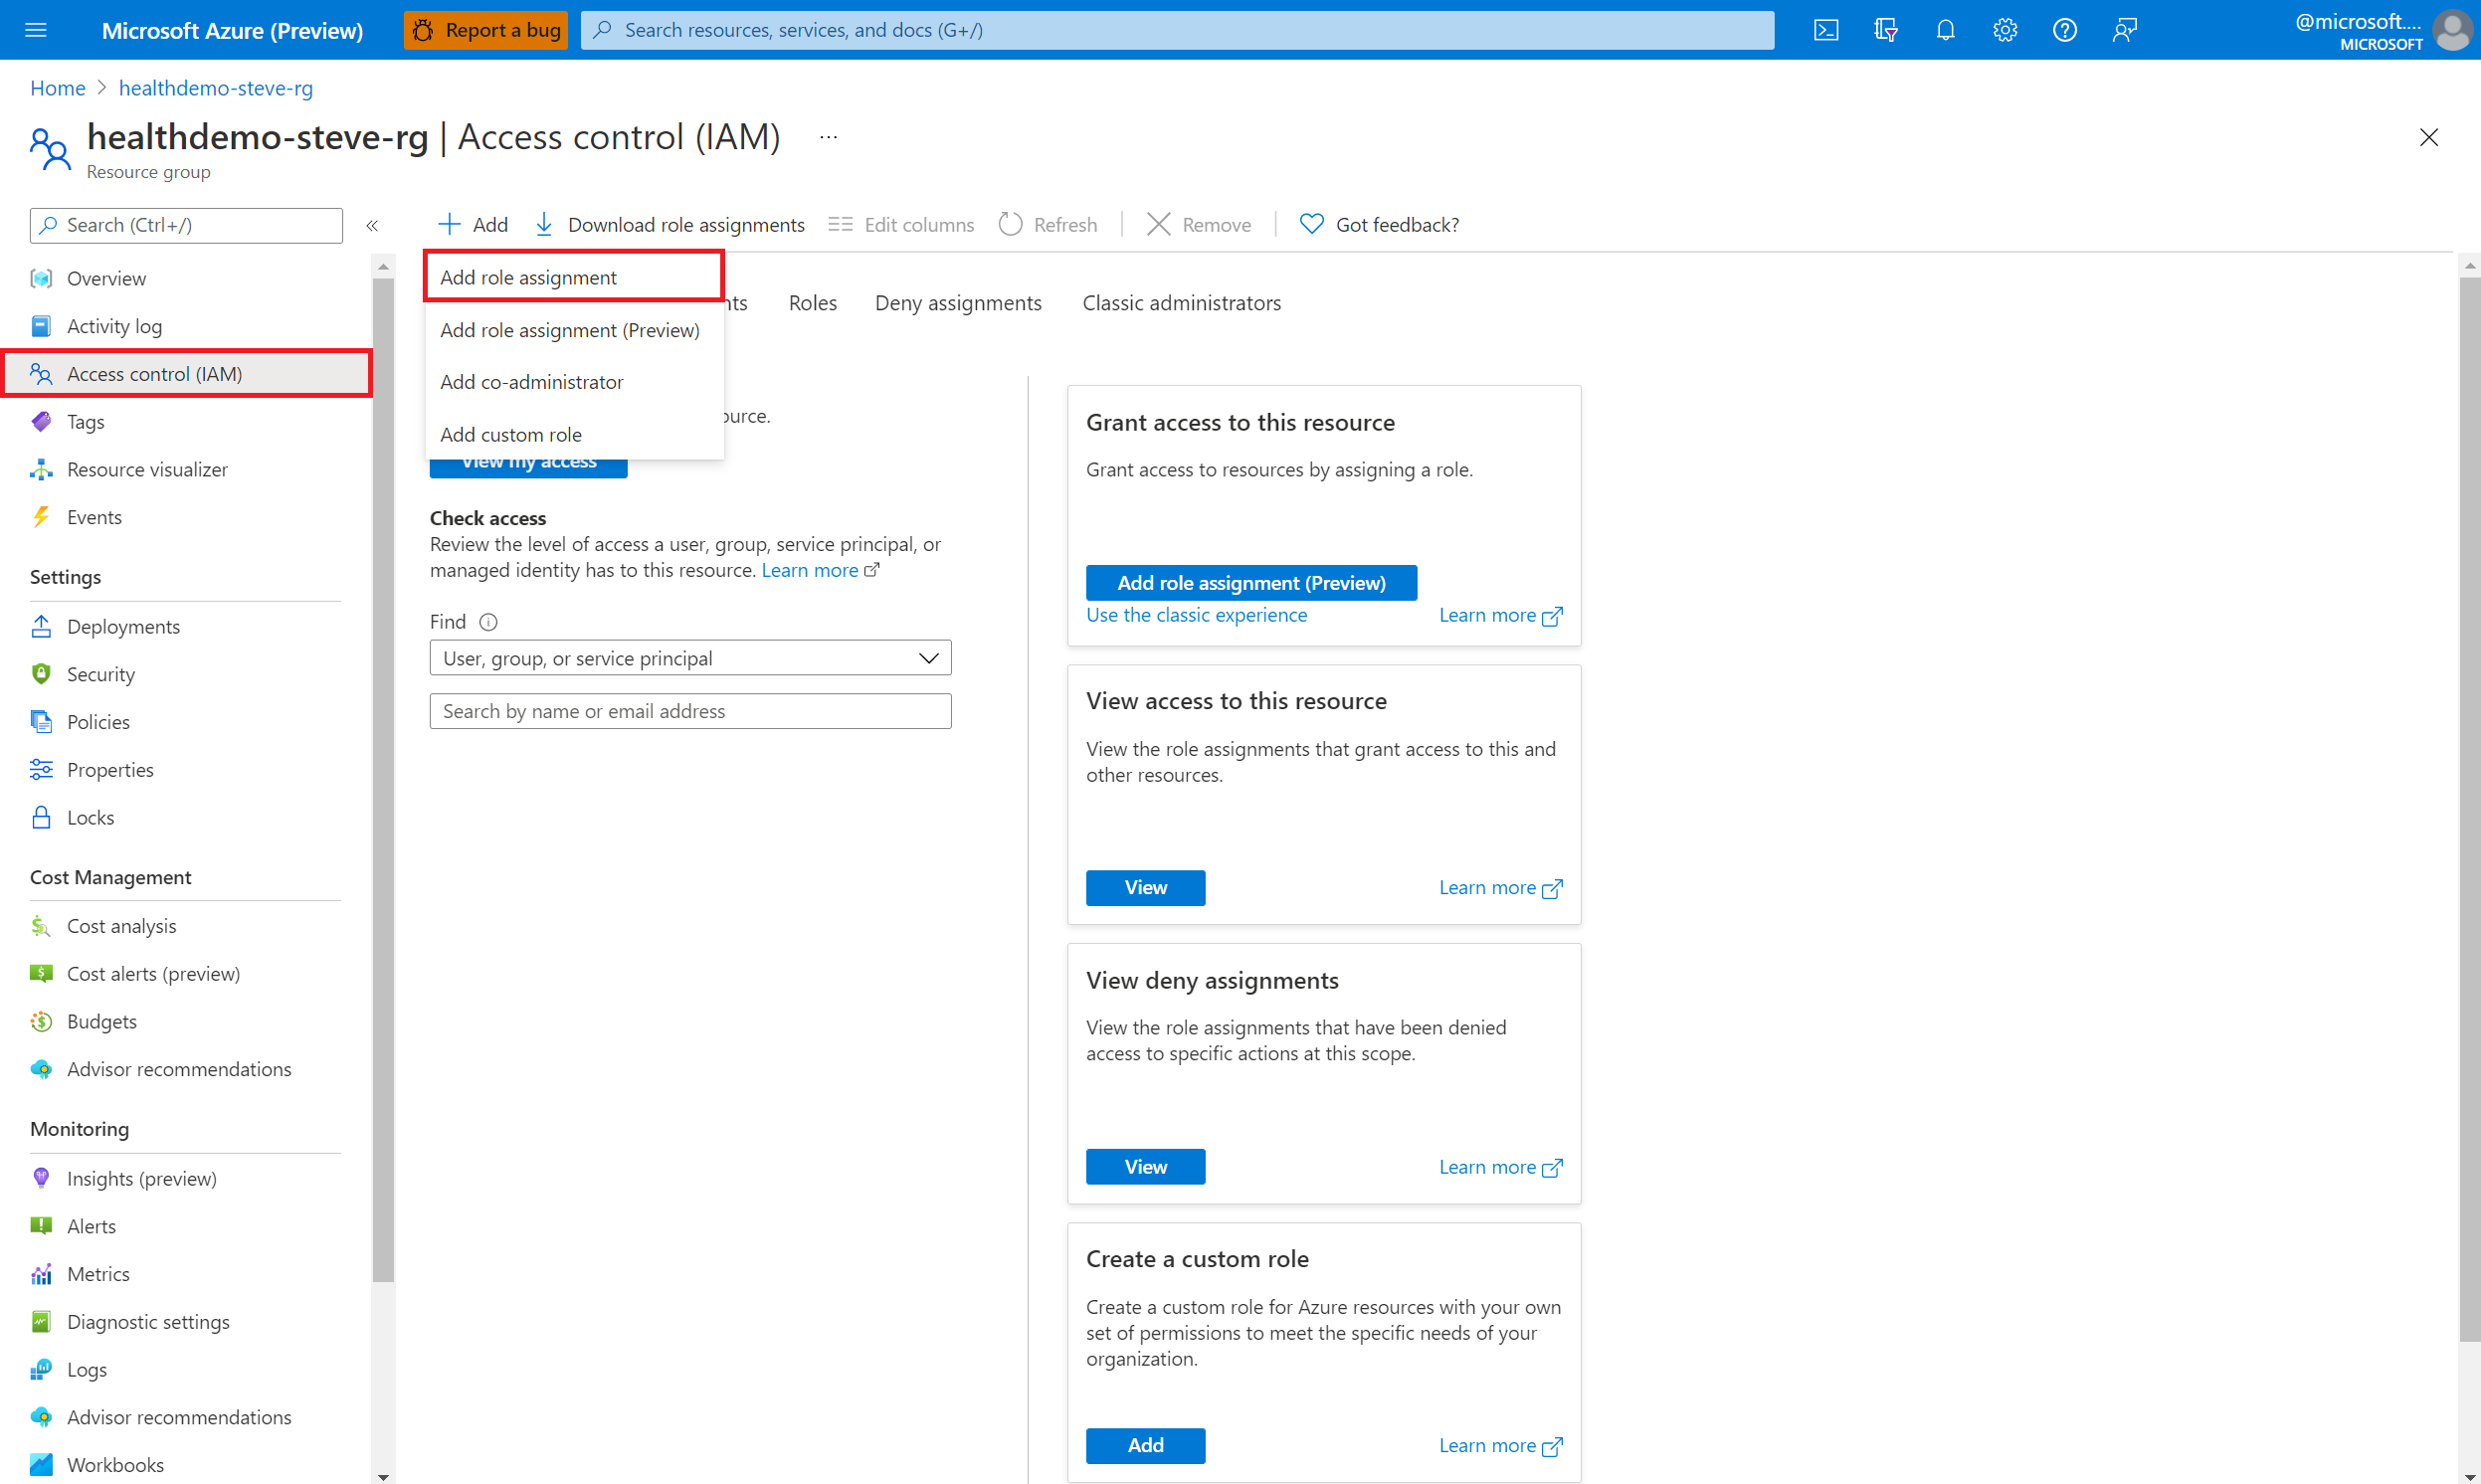 Microsoft Azure (Preview)
Report a bug
Search resources, services, and docs (G+/)
@microsoft....
MICROSOFT
Home
healthdemo-steve-rg
healthdemo-steve-rg | Access control (IAM)
...
Resource group
Search (Ctrl+/)
«
Add
Download role assignments
Edit columns
Refresh
Remove
Got feedback?
Overview
Activity log
Access control (IAM)
Tags
Resource visualizer
Events
Settings
Deployments
Security
Policies
Properties
Locks
Cost Management
Cost analysis
Cost alerts (preview)
Budgets
Advisor recommendations
Monitoring
Insights (preview)
Alerts
Metrics
Diagnostic settings
Logs
Advisor recommendations
Workbooks
Add role assignment
Add role assignment (Preview)
Add co-administrator
Add custom role
nts
Roles
Deny assignments
Classic administrators
ource.
View my access
Check access
Review the level of access a user, group, service principal, or
managed identity has to this resource. Learn more
Find
User, group, or service principal
Search by name or email address
Grant access to this resource
Grant access to resources by assigning a role.
Add role assignment (Preview)
Use the classic experience
Learn more
View access to this resource
View the role assignments that grant access to this and
other resources.
View
Learn more
View deny assignments
View the role assignments that have been denied
access to specific actions at this scope.
View
Learn more
Create a custom role
Create a custom role for Azure resources with your own
set of permissions to meet the specific needs of your
organization.
Add
Learn more